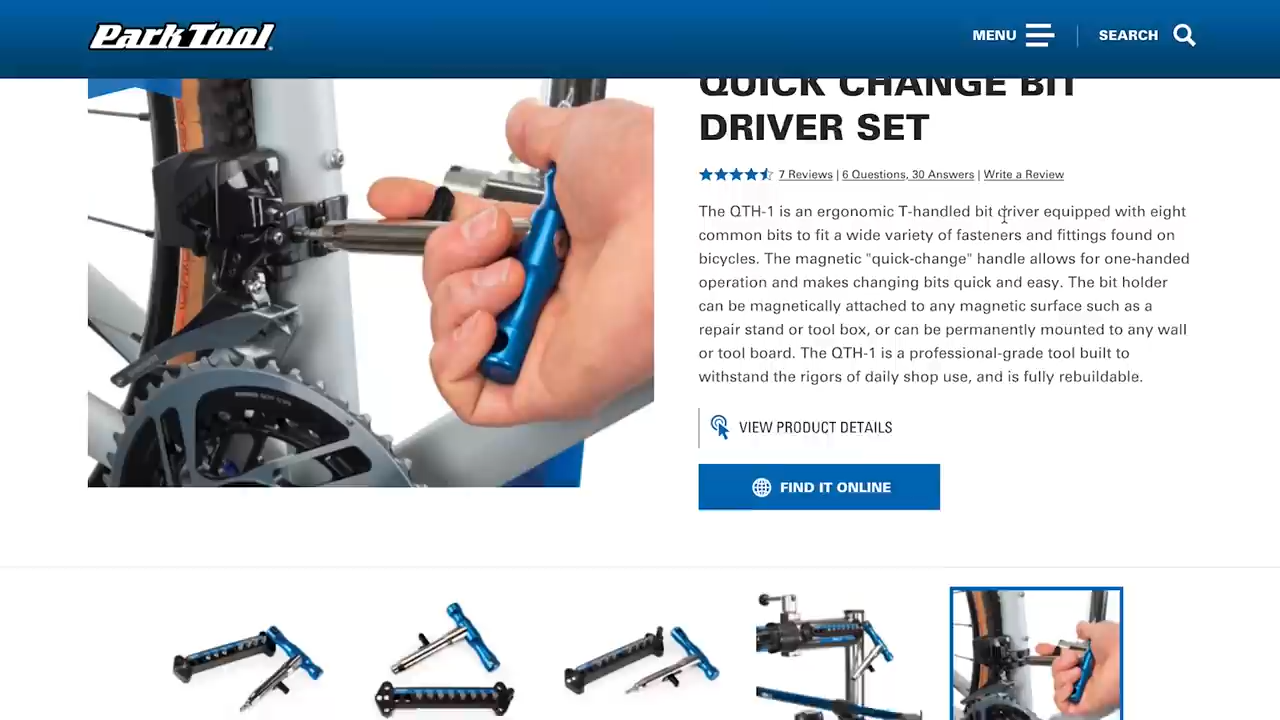 Park Tool
MENU
SEARCH
QUICK CHANGE BIT
DRIVER SET
7 Reviews | 6 Questions, 30 Answers | Write a Review
The QTH-1 is an ergonomic T-handled bit driver equipped with eight
common bits to fit a wide variety of fasteners and fittings found on
bicycles. The magnetic "quick-change" handle allows for one-handed
operation and makes changing bits quick and easy. The bit holder
can be magnetically attached to any magnetic surface such as a
repair stand or tool box, or can be permanently mounted to any wall
or tool board. The QTH-1 is a professional-grade tool built to
withstand the rigors of daily shop use, and is fully rebuildable.
VIEW PRODUCT DETAILS
FIND IT ONLINE